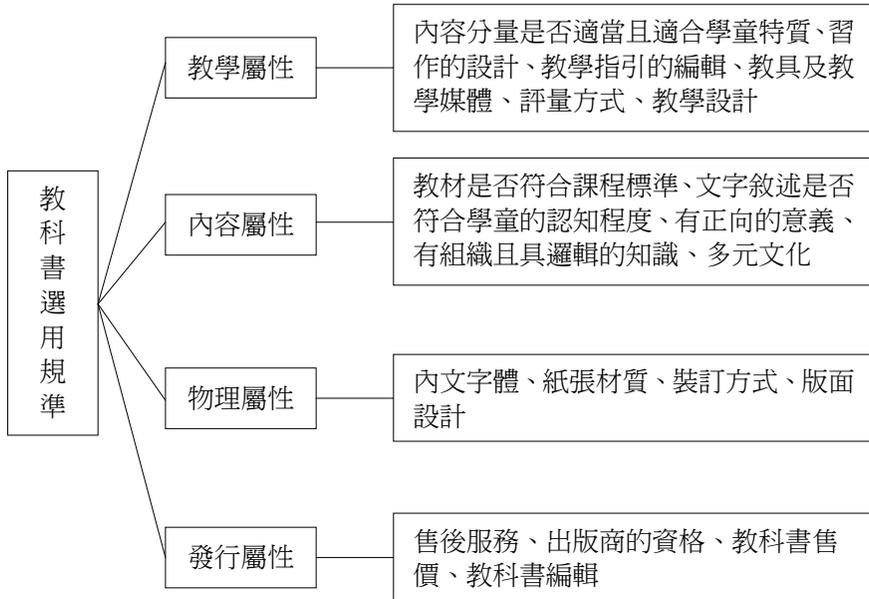 教科書選用規準
教學屬性
內容分量是否適當且適合學童特質、習
作的設計、教學指引的編輯、教具及教
學媒體、評量方式、教學設計
內容屬性
教材是否符合課程標準、文字敘述是否
符合學童的認知程度、有正向的意義、
有組織且具邏輯的知識、多元文化
物理屬性
內文字體、紙張材質、裝訂方式、版面
設計
發行屬性
售後服務、出版商的資格、教科書售
價、教科書編輯